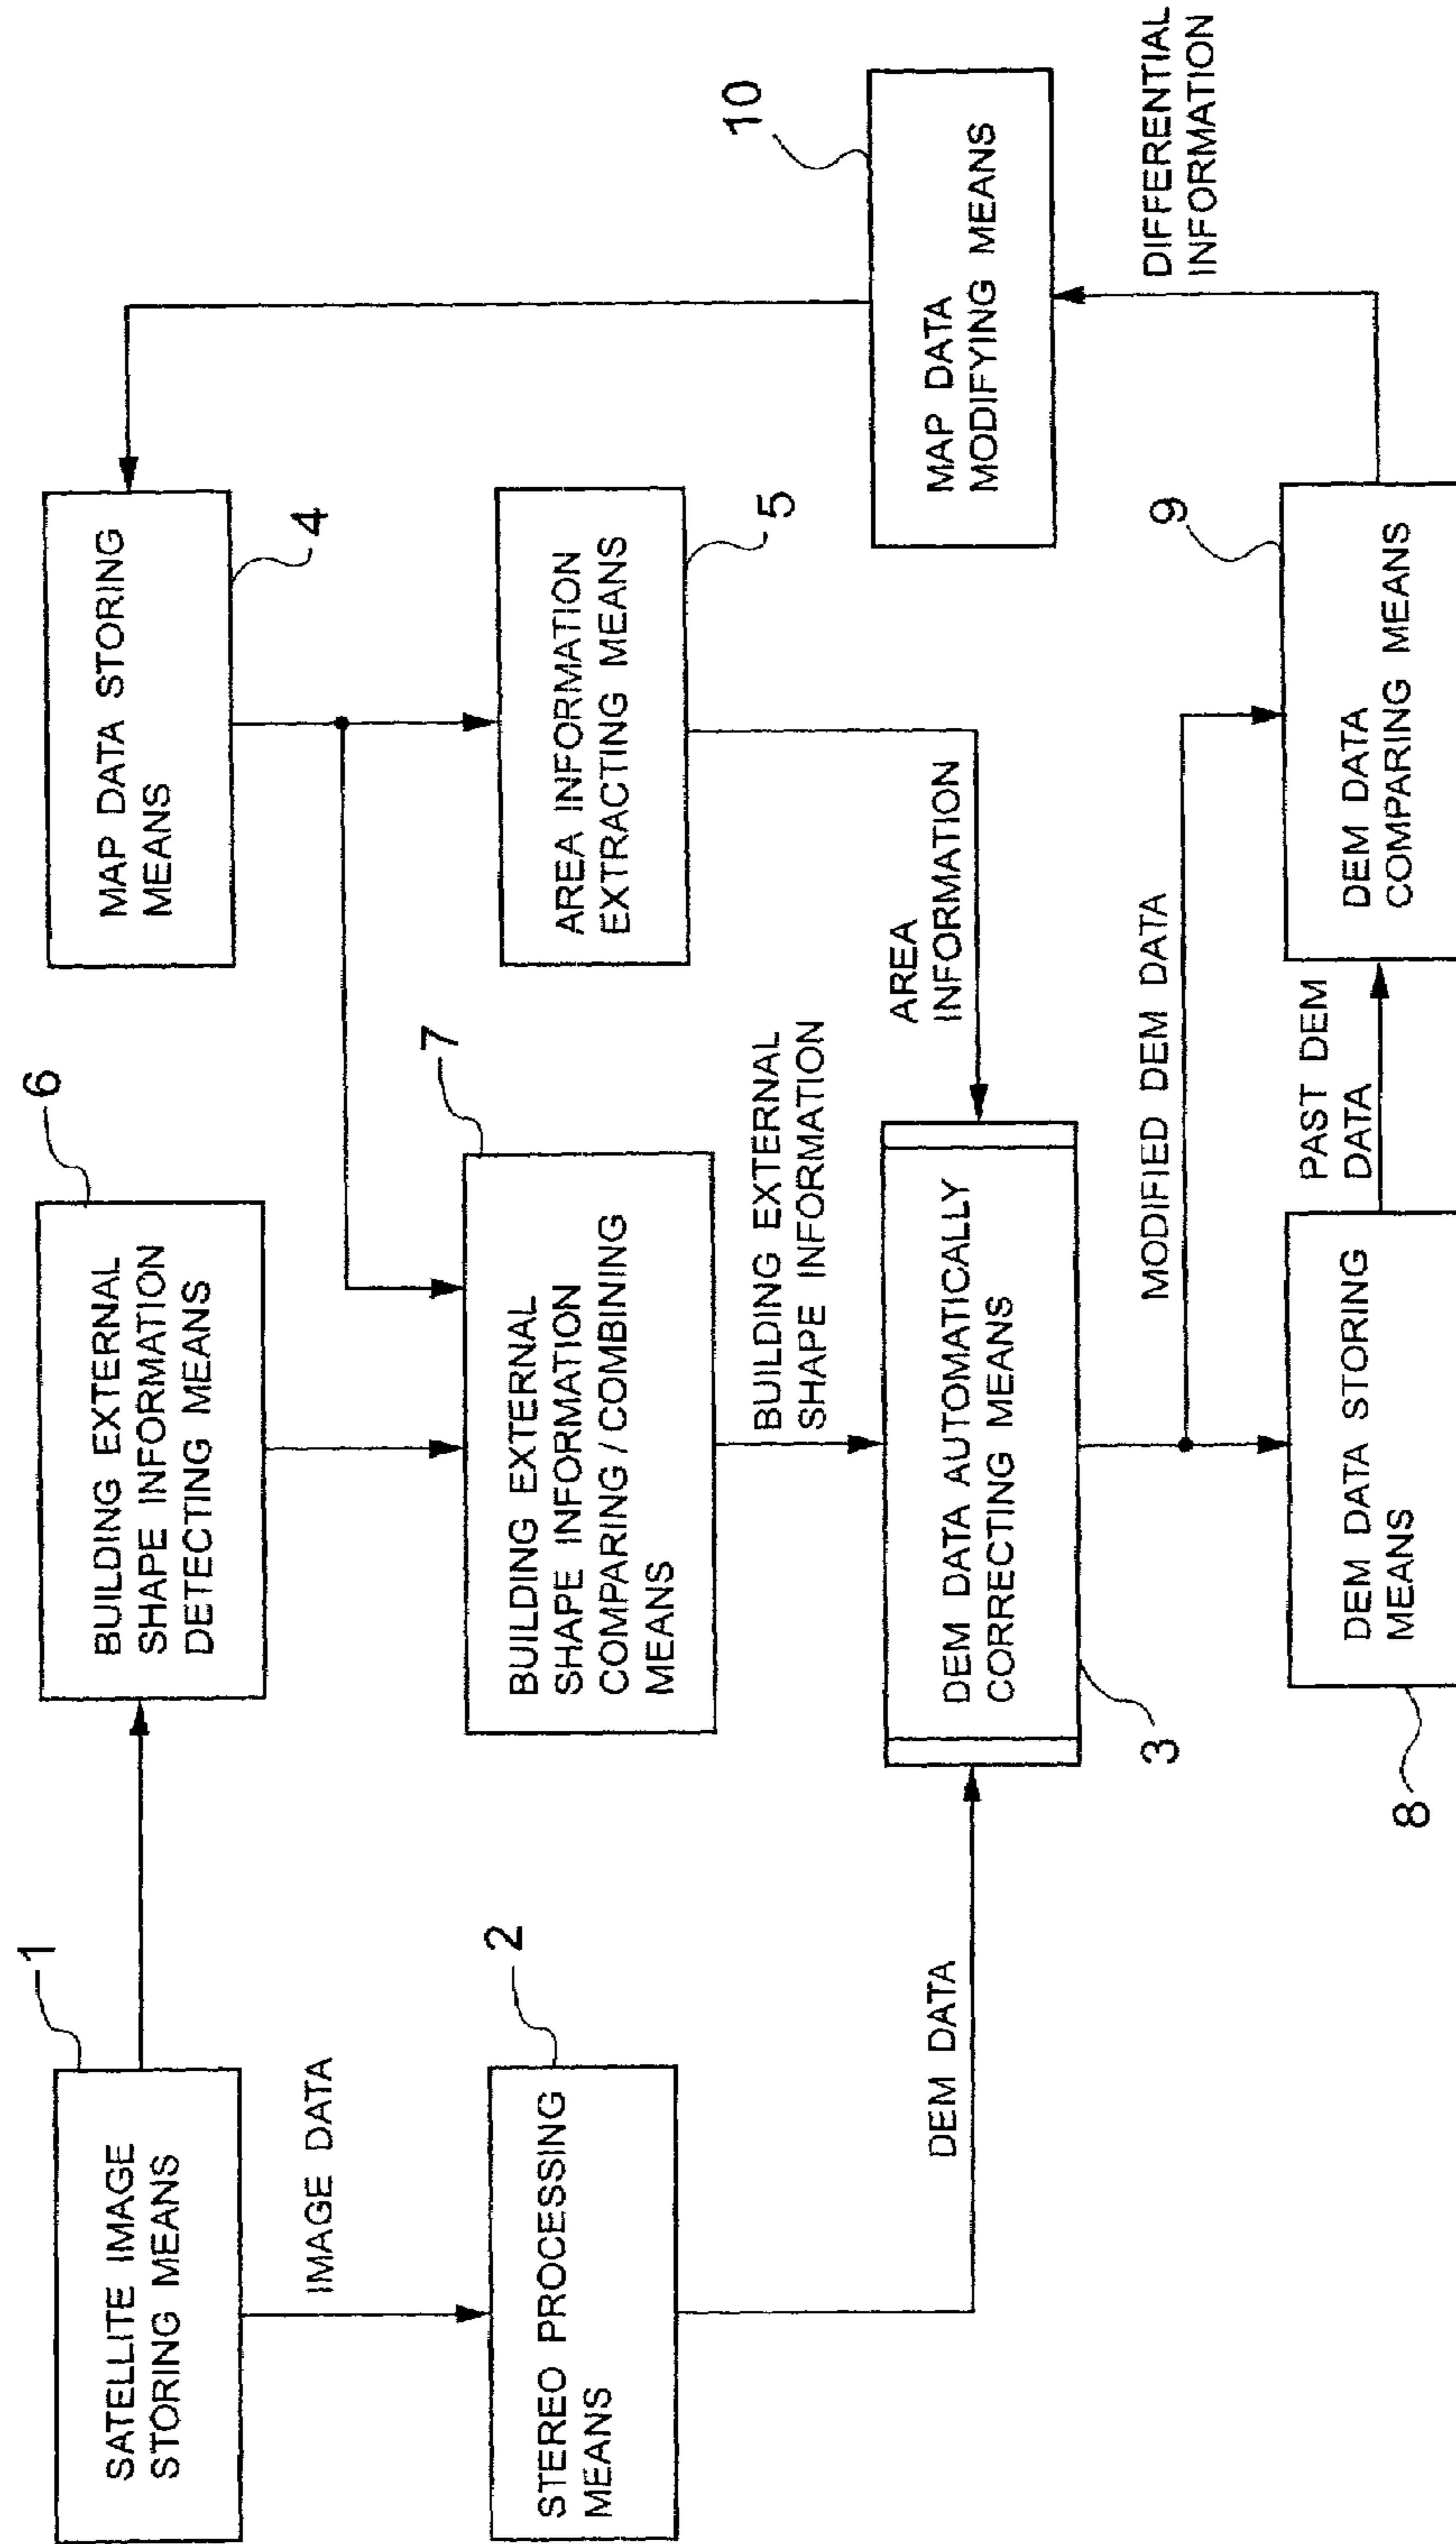 1
SATELLITE IMAGE
STORING MEANS
IMAGE DATA
2
STEREO PROCESSING
MEANS
DEM DATA
6
BUILDING EXTERNAL
SHAPE INFORMATION
DETECTING MEANS
7
BUILDING EXTERNAL
SHAPE INFORMATION
COMPARING / COMBINING
MEANS
BUILDING EXTERNAL
SHAPE INFORMATION
DEM DATA AUTOMATICALLY
CORRECTING MEANS
3
MODIFIED DEM DATA
8
DEM DATA STORING
MEANS
PAST DEM
DATA
MAP DATA STORING
MEANS
4
AREA INFORMATION
EXTRACTING MEANS
5
AREA
INFORMATION
9
DEM DATA
COMPARING MEANS
10
MAP DATA
MODIFYING MEANS
DIFFERENTIAL
INFORMATION